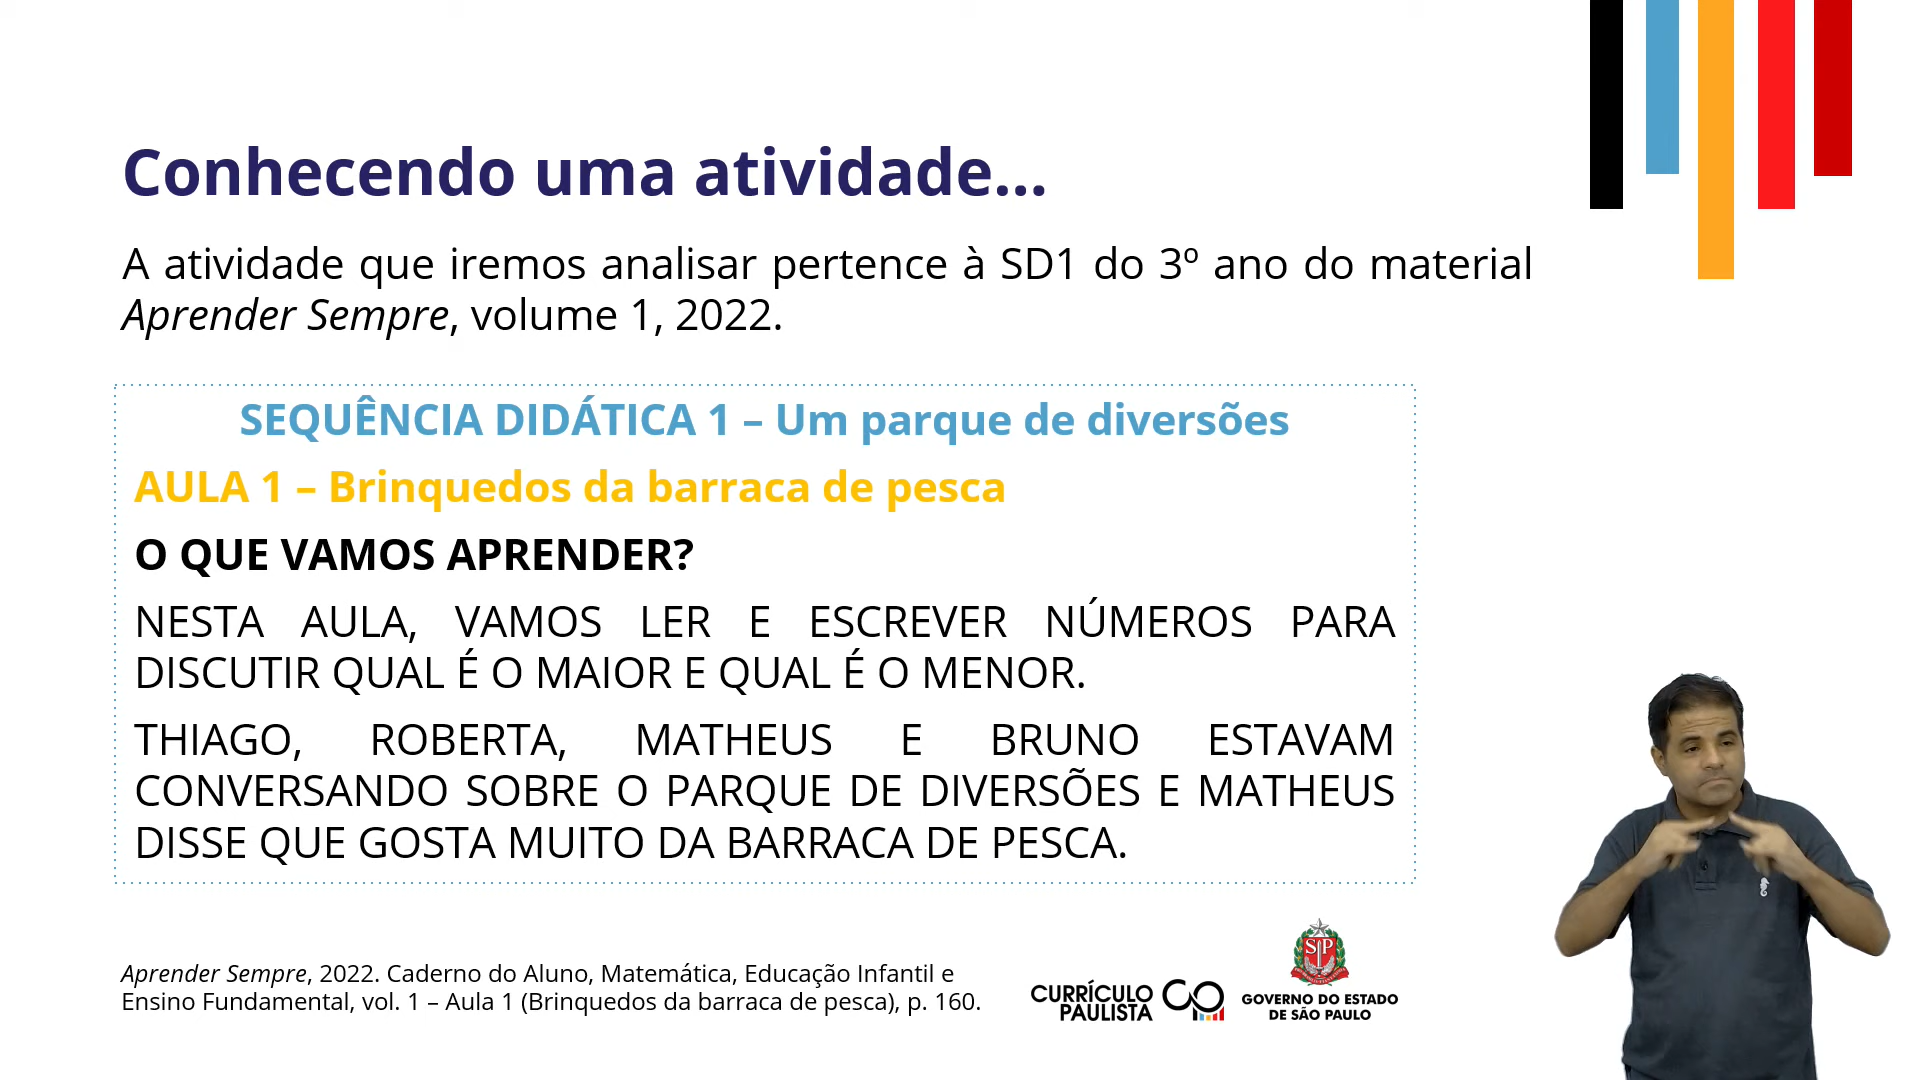 Conhecendo uma atividade...
A atividade que iremos analisar pertence à SD1 do 3º ano do material
Aprender Sempre, volume 1, 2022.
SEQUÊNCIA DIDÁTICA 1 – Um parque de diversões
AULA 1 – Brinquedos da barraca de pesca
O QUE VAMOS APRENDER?
NESTA AULA, VAMOS LER E ESCREVER NÚMEROS PARA
DISCUTIR QUAL É O MAIOR E QUAL É O MENOR.
THIAGO, ROBERTA, MATHEUS E BRUNO ESTAVAM
CONVERSANDO SOBRE O PARQUE DE DIVERSÕES E MATHEUS
DISSE QUE GOSTA MUITO DA BARRACA DE PESCA.
Aprender Sempre, 2022. Caderno do Aluno, Matemática, Educação Infantil e
Ensino Fundamental, vol. 1 – Aula 1 (Brinquedos da barraca de pesca), p. 160.
CURRÍCULO
PAULISTA
SP
GOVERNO DO ESTADO
DE SÃO PAULO